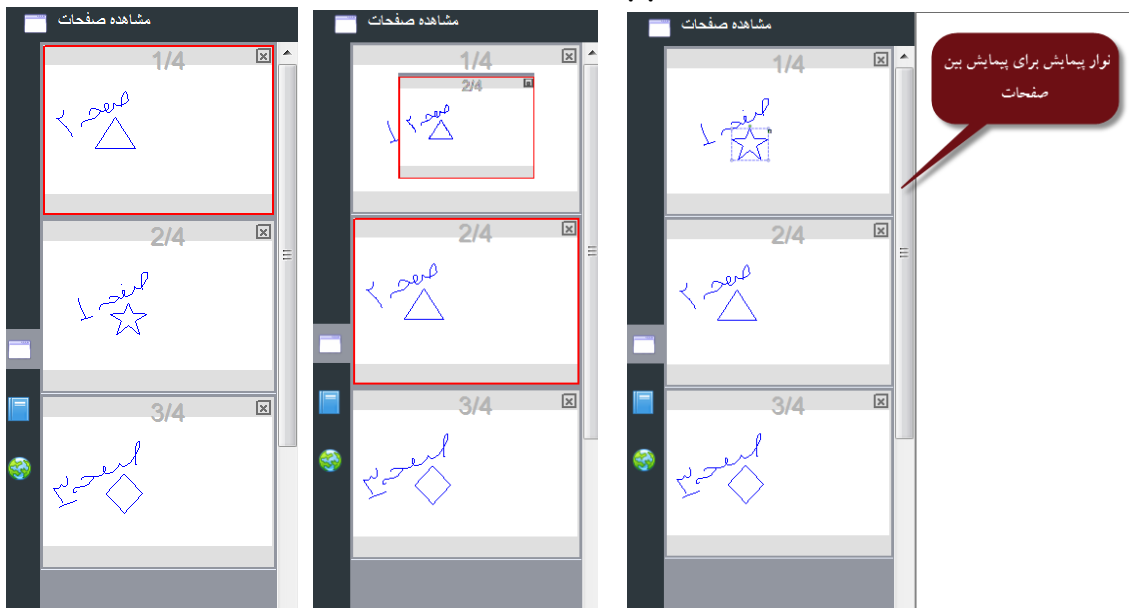 مشاهده صفحات
1/4
صفحه ۱
2/4
صفحه ۲
3/4
صفحه ۳
نوار پیمایش برای پیمایش بین
صفحات
مشاهده صفحات
1/4
2/4
صفحه ۲
2/4
صفحه ۲
3/4
صفحه ۳
مشاهده صفحات
1/4
صفحه ۲
2/4
صفحه ۱
3/4
صفحه ۳